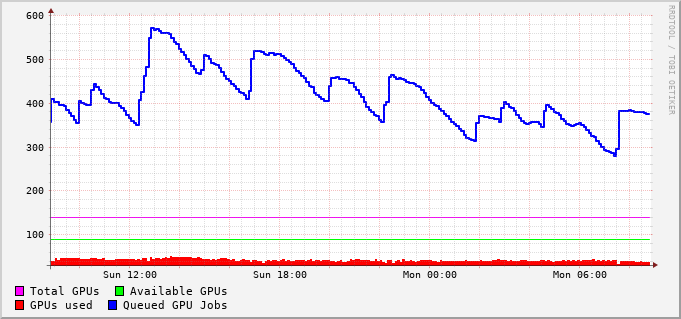 600
500
400
300
200
100
Sun 12:00 Sun 18:00 Mon 00:00 Mon 06:00
Total GPUs Available GPUs
GPUs used Queued GPU Jobs
RRDTOOL / TOBI OETIKER